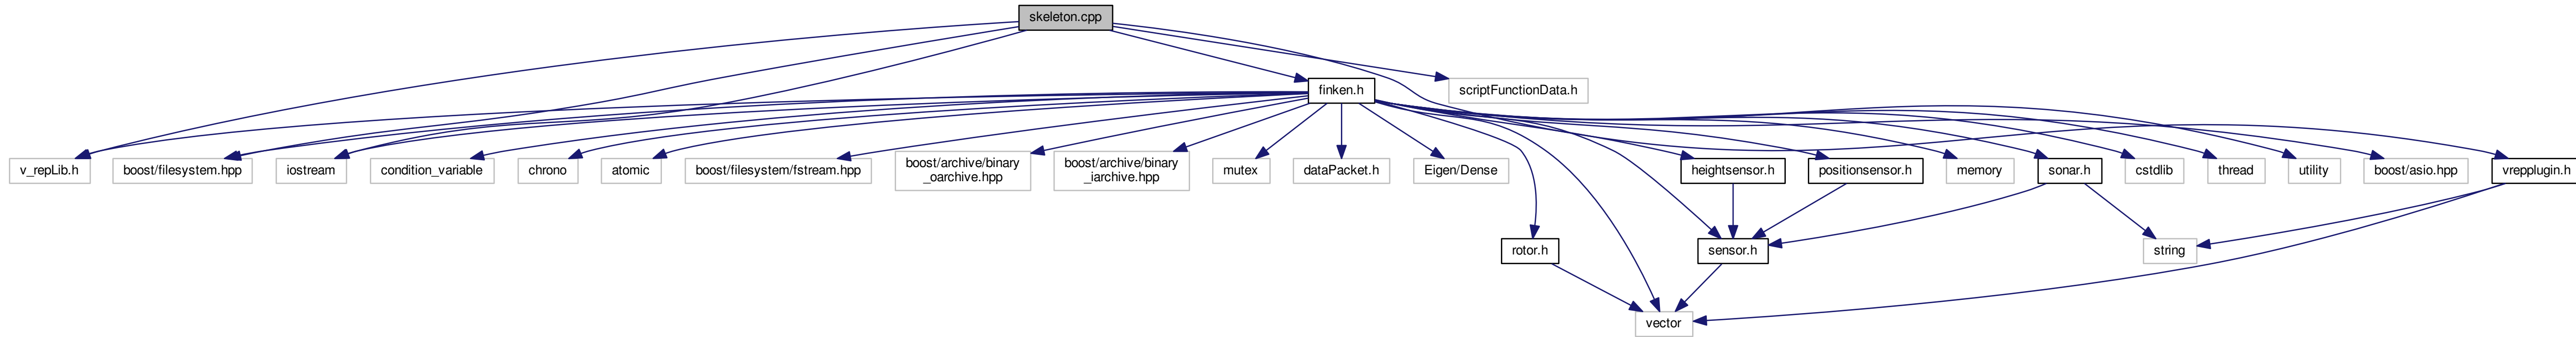 skeleton.cpp
finken.h
scriptFunctionData.h
v_repLib.h
boost/filesystem.hpp
iostream
condition_variable
chrono
atomic
boost/filesystem/fstream.hpp
boost/archive/binary
_oarchive.hpp
boost/archive/binary
_iarchive.hpp
mutex
dataPacket.h
Eigen/Dense
heightsensor.h
positionsensor.h
memory
sonar.h
cstdlib
thread
utility
boost/asio.hpp
vrepplugin.h
rotor.h
sensor.h
string
vector